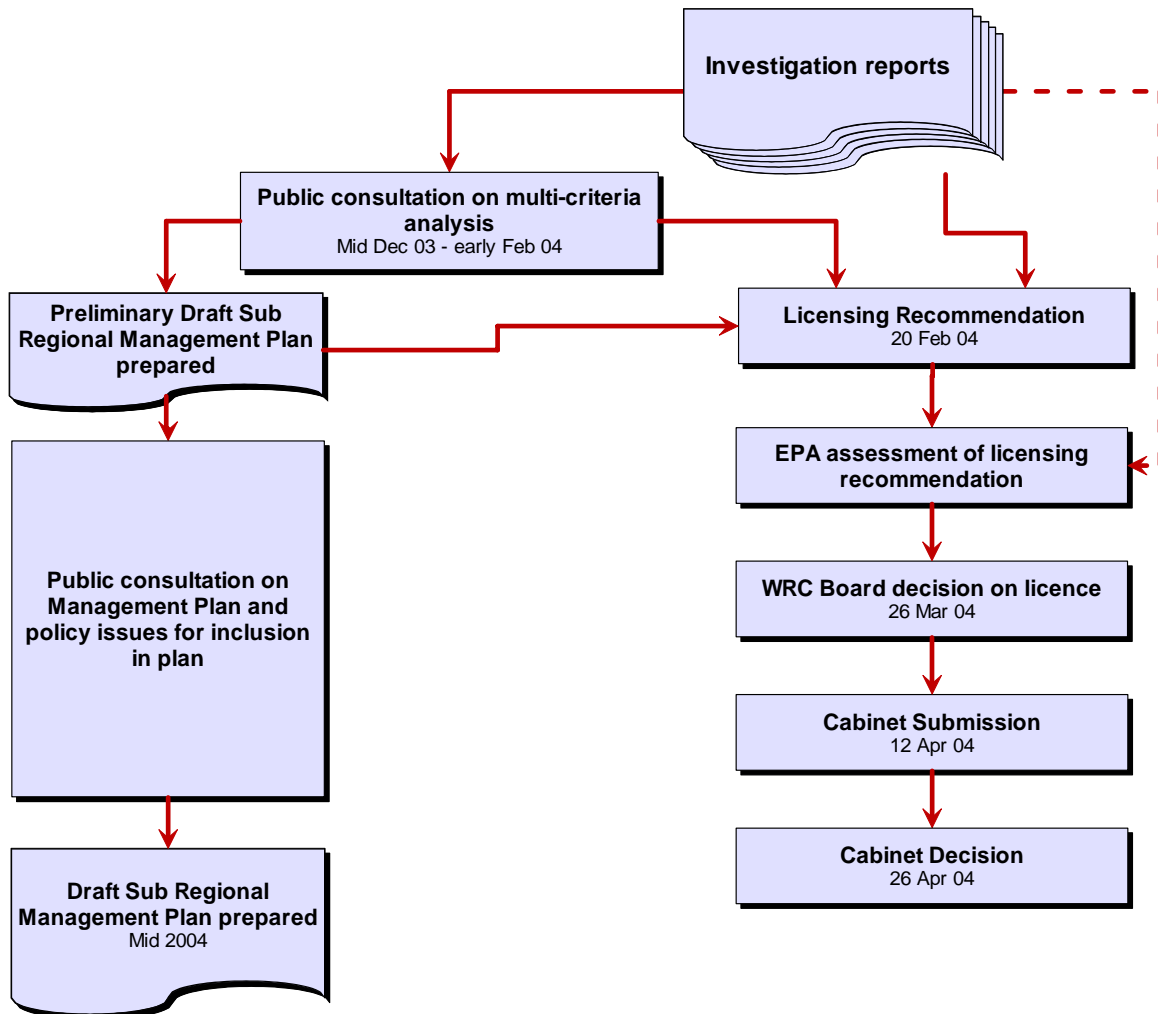 Investigation reports
Public consultation on multi-criteria
analysis
Mid Dec 03 - early Feb 04
Preliminary Draft Sub
Regional Management Plan
prepared
Licensing Recommendation
20 Feb 04
EPA assessment of licensing
recommendation
Public consultation on
Management Plan and
policy issues for inclusion
in plan
WRC Board decision on licence
26 Mar 04
Cabinet Submission
12 Apr 04
Cabinet Decision
26 Apr 04
Draft Sub Regional
Management Plan prepared
Mid 2004